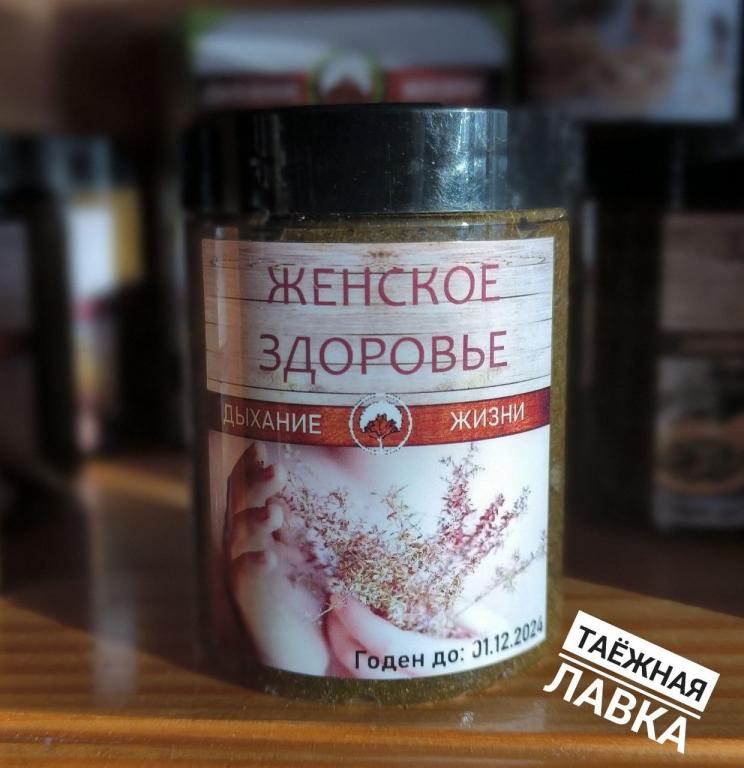 ЖЕНСКОЕ
ЗДОРОВЬЕ
ДЫХАНИЕ ЖИЗНИ
Годен до: 01.12.2024
ТАЁЖНАЯ
ЛАВКА